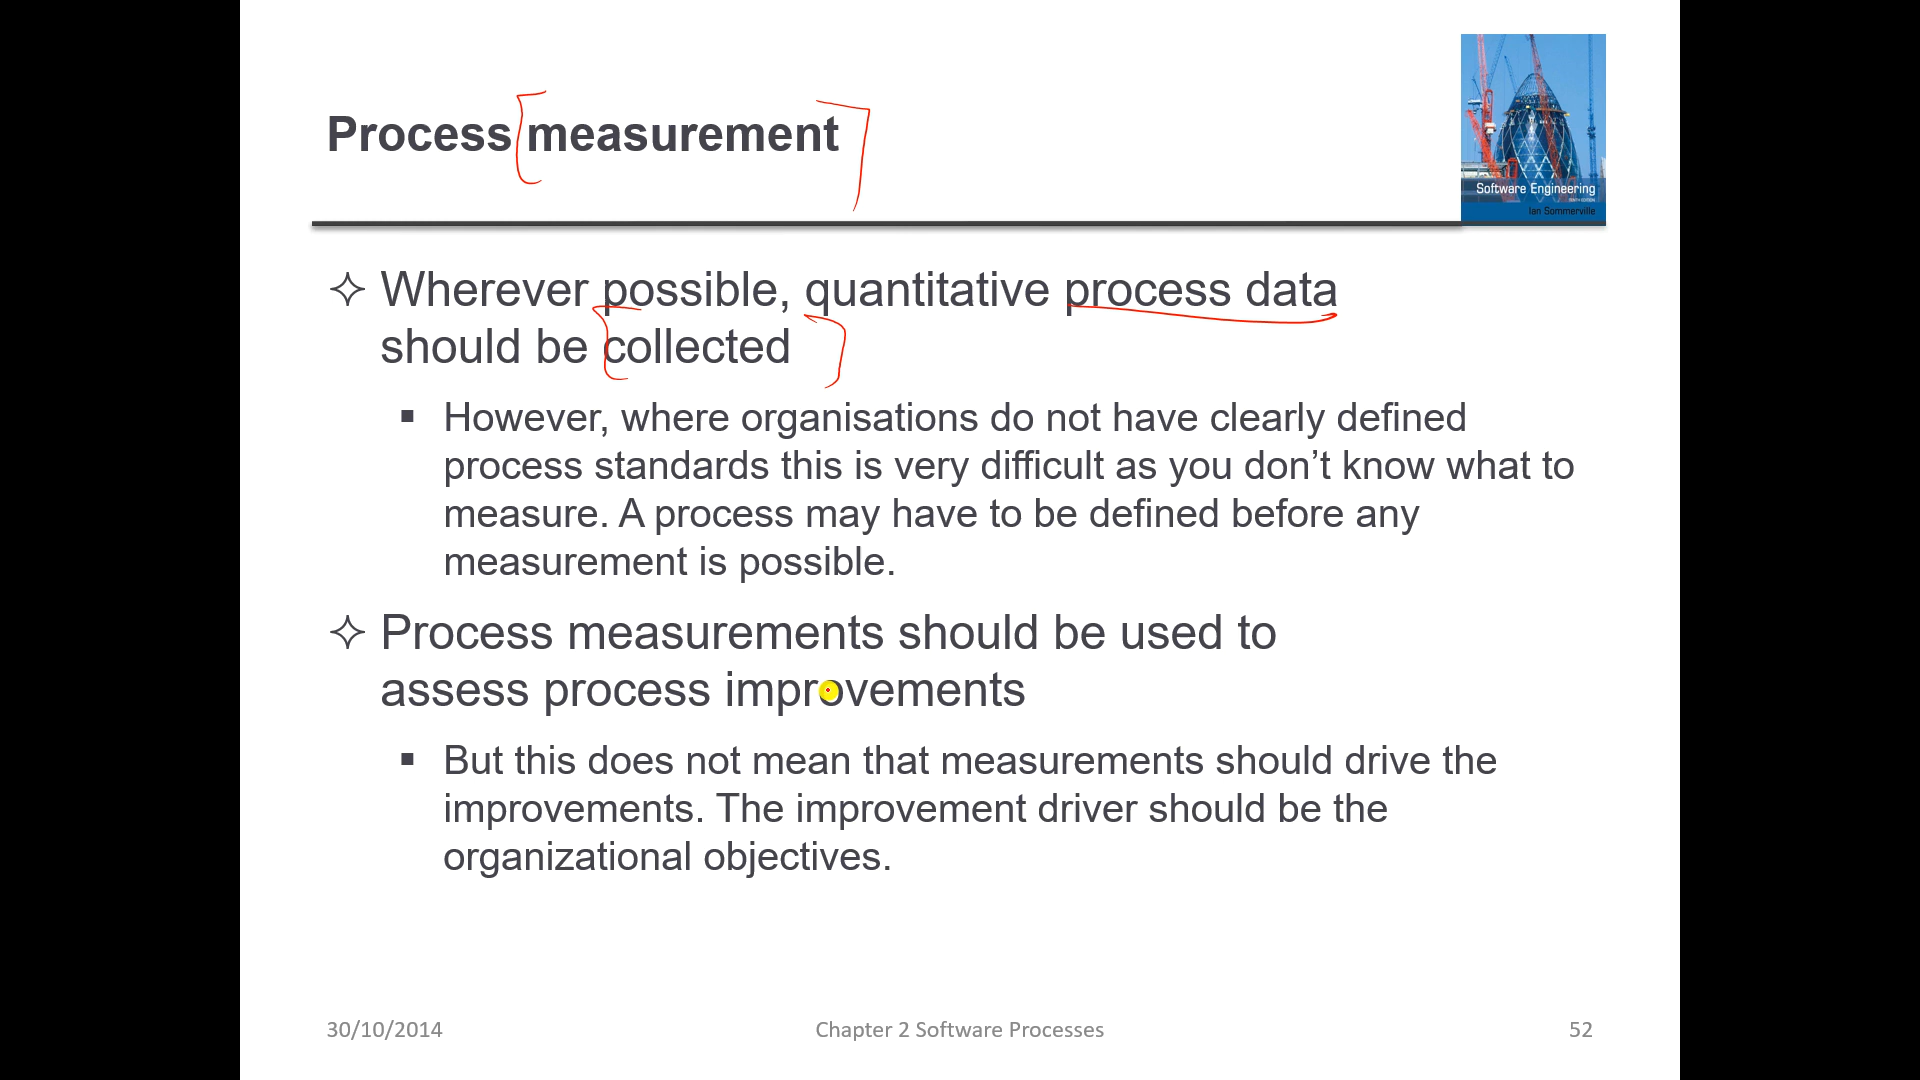 Process measurement
Software Engineering
Ian Sommerville
Wherever possible, quantitative process data
should be collected
However, where organisations do not have clearly defined
process standards this is very difficult as you don’t know what to
measure. A process may have to be defined before any
measurement is possible.
Process measurements should be used to
assess process improvements
But this does not mean that measurements should drive the
improvements. The improvement driver should be the
organizational objectives.
30/10/2014
Chapter 2 Software Processes
52